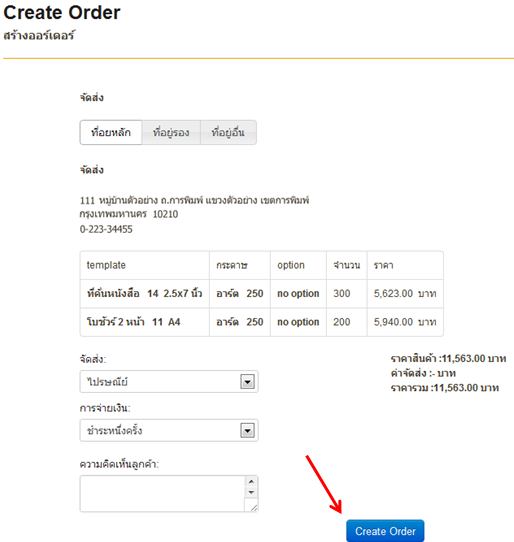 Create Order
สร้างออร์เดอร์
จัดส่ง
ที่อยหลัก ที่อยู่รอง ที่อยู่อื่น
จัดส่ง
111 หมู่บ้านตัวอย่าง ถ.การพิมพ์ แขวงตัวอย่าง เขตการพิมพ์
กรุงเทพมหานคร 10210
0-223-34455
template กระดาษ option จำนวน ราคา
ที่คั่นหนังสือ 14 2.5x7 นิ้ว อาร์ต 250 no option 300 5,623.00 บาท
โบชัวร์ 2 หน้า 11 A4 อาร์ต 250 no option 200 5,940.00 บาท
จัดส่ง:
ไปรษณีย์
การจ่ายเงิน:
ชำระหนึ่งครั้ง
ความคิดเห็นลูกค้า:
ราคาสินค้า :11,563.00 บาท
ค่าจัดส่ง :- บาท
ราคารวม :11,563.00 บาท
Create Order